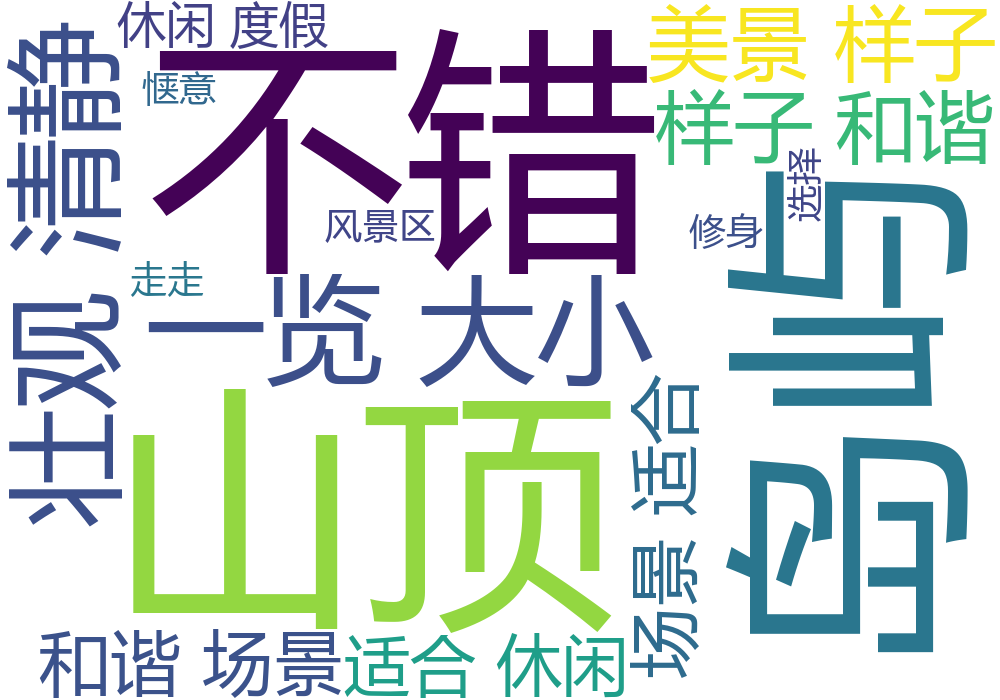 休闲 度假
美景 样子
不错
惬意
样子 和谐
清静
选择
风景区
修身
走走
岛屿
一览 大小
壮观
山顶
场景 适合
和谐 场景
适合 休闲